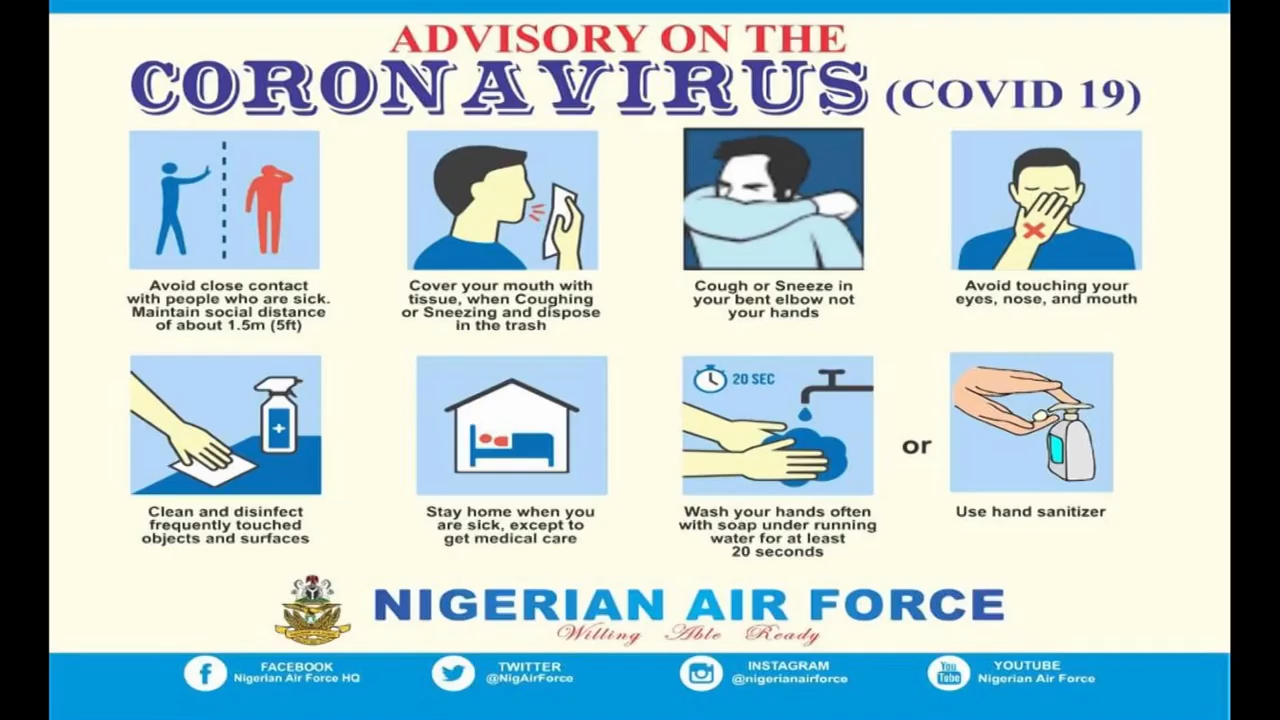 ADVISORY ON THE
CORONAVIRUS (COVID 19)
Avoid close contact
with people who are sick.
Maintain social distance
of about 1.5m (5ft)
Cover your mouth with
tissue, when Coughing
or Sneezing and dispose
in the trash
Cough or Sneeze in
your bent elbow not
your hands
Avoid touching your
eyes, nose, and mouth
Clean and disinfect
frequently touched
objects and surfaces
Stay home when you
are sick, except to
get medical care
20 SEC
Wash your hands often
with soap under running
water for at least
20 seconds
or
Use hand sanitizer
NIGERIAN AIR FORCE
Willing Able Ready
FACEBOOK
Nigerian Air Force HQ
TWITTER
@NigAirForce
INSTAGRAM
@nigerianairforce
You
Tube
YOUTUBE
Nigerian Air Force